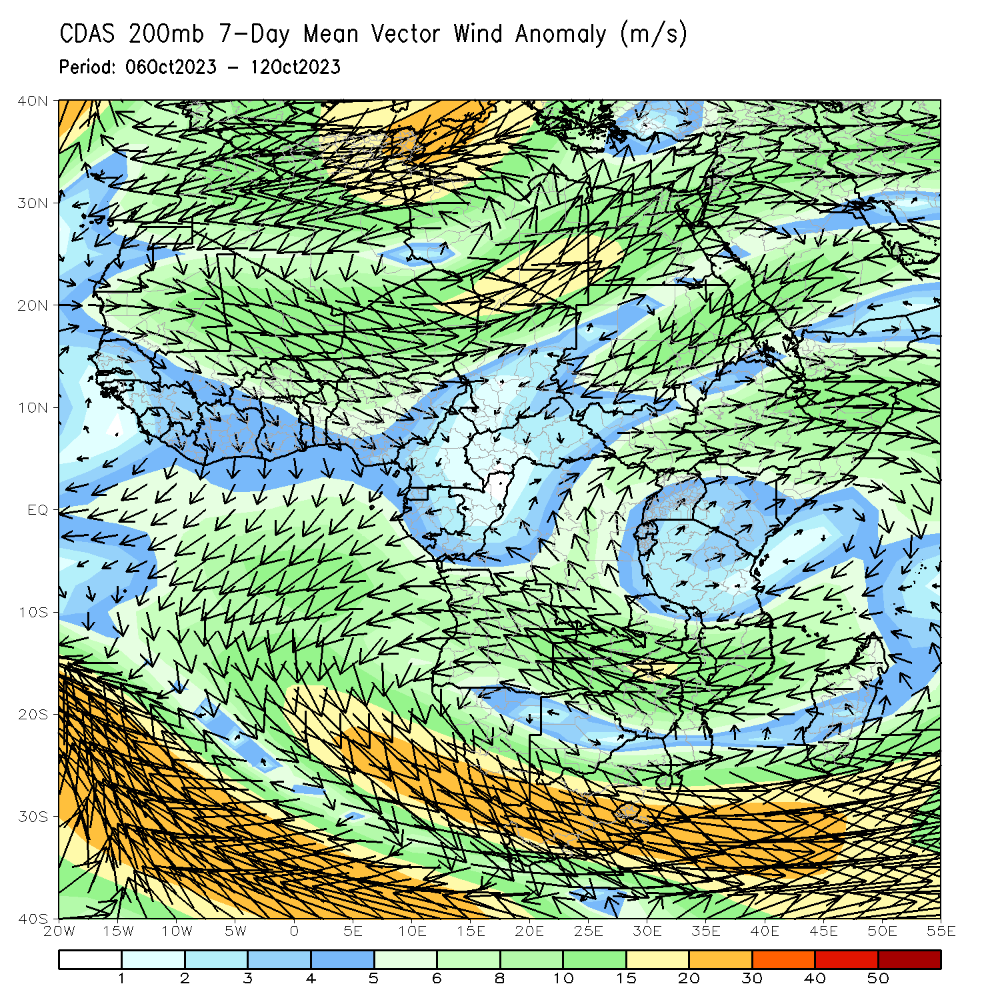 CDAS 200mb 7-Day Mean Vector Wind Anomaly (m/s)
Period: 06Oct2023 - 12Oct2023
40N
30N
20N
10N
EQ
10S
20S
30S
40S
20W 15W 10W 5W 0 5E 10E 15E 20E 25E 30E 35E 40E 45E 50E 55E
1 2 3 4 5 6 8 10 15 20 30 40 50